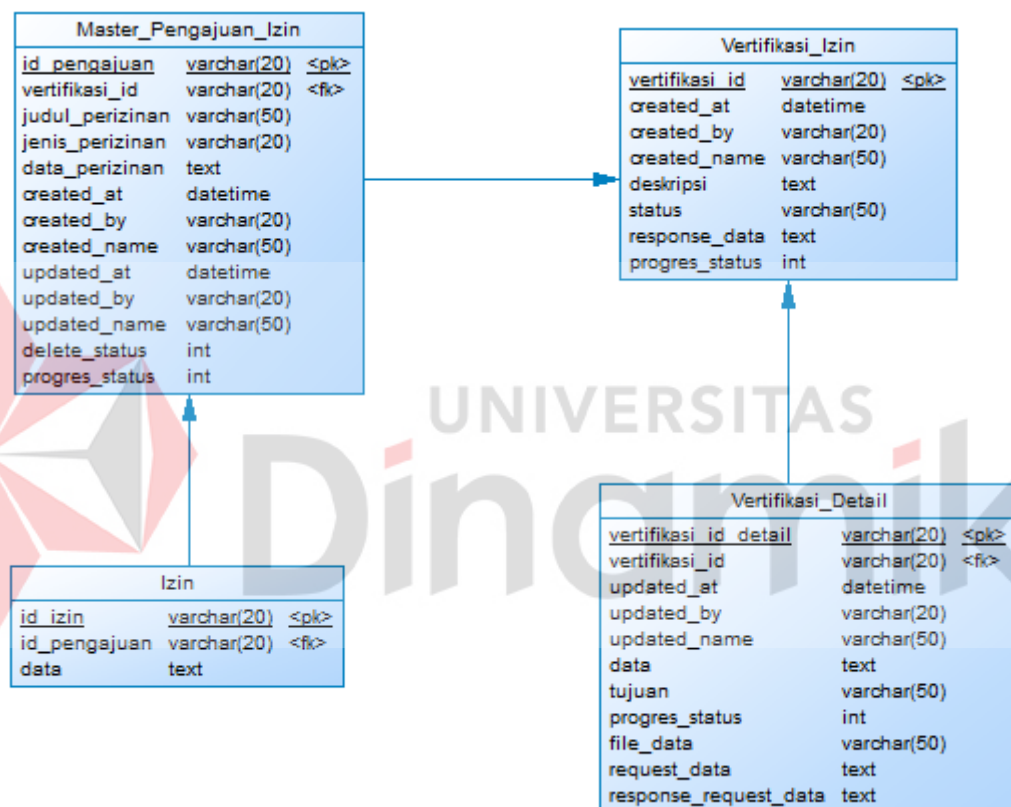 Master_Pengajuan_Izin
id_pengajuan varchar(20) <pk>
vertifikasi_id varchar(20) <fk>
judul_perizinan varchar(50)
jenis_perizinan varchar(20)
data_perizinan text
created_at datetime
created_by varchar(20)
created_name varchar(50)
updated_at datetime
updated_by varchar(20)
updated_name varchar(50)
delete_status int
progres_status int
Vertifikasi_Izin
vertifikasi_id varchar(20) <pk>
created_at datetime
created_by varchar(20)
created_name varchar(50)
deskripsi text
status varchar(50)
response_data text
progres_status int
UNIVERSITAS
Dinamik
Izin
id_izin varchar(20) <pk>
id_pengajuan varchar(20) <fk>
data text
Vertifikasi_Detail
vertifikasi_id_detail varchar(20) <pk>
vertifikasi_id varchar(20) <fk>
updated_at datetime
updated_by varchar(20)
updated_name varchar(50)
data text
tujuan varchar(50)
progres_status int
file_data varchar(50)
request_data text
response_request_data text